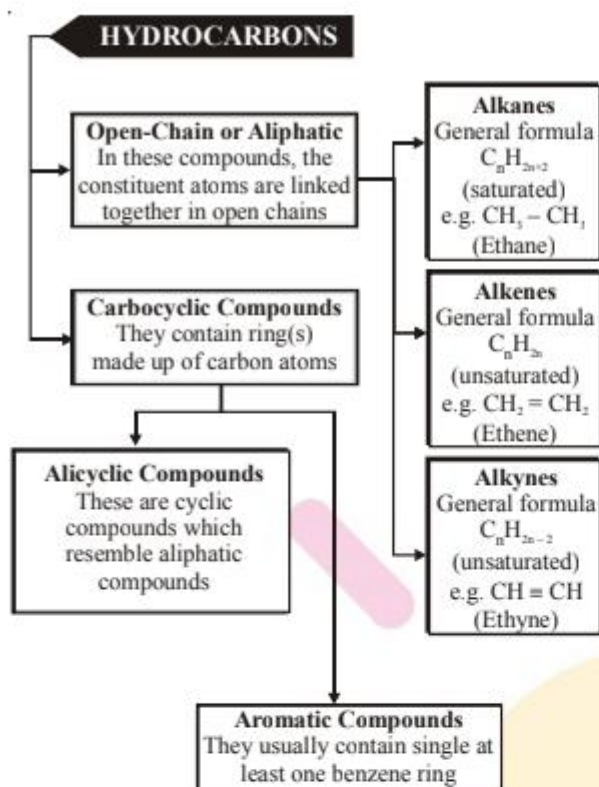 HYDROCARBONS
Open-Chain or Aliphatic
In these compounds, the
constituent atoms are linked
together in open chains
Carbocyclic Compounds
They contain ring(s)
made up of carbon atoms
Alicyclic Compounds
These are cyclic
compounds which
resemble aliphatic
compounds
Aromatic Compounds
They usually contain single at
least one benzene ring
Alkanes
General formula
CₙH₂ₙ₊₂
(saturated)
e.g. CH₃ – CH₃
(Ethane)
Alkenes
General formula
CₙH₂ₙ
(unsaturated)
e.g. CH₂ = CH₂
(Ethene)
Alkynes
General formula
CₙH₂ₙ₋₂
(unsaturated)
e.g. CH ≡ CH
(Ethyne)